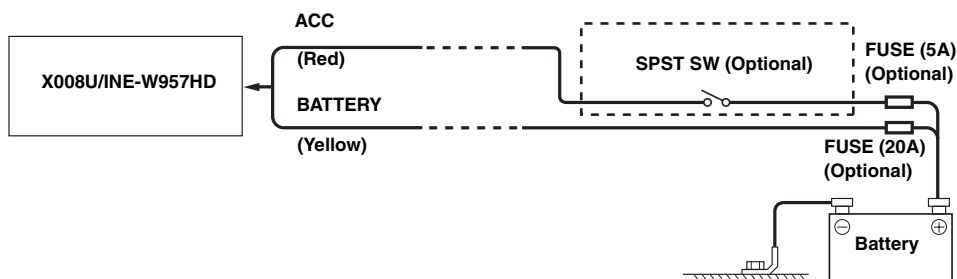 ACC
(Red)
X008U/INE-W957HD
BATTERY
(Yellow)
SPST SW (Optional)
FUSE (5A)
(Optional)
FUSE (20A)
(Optional)
Battery